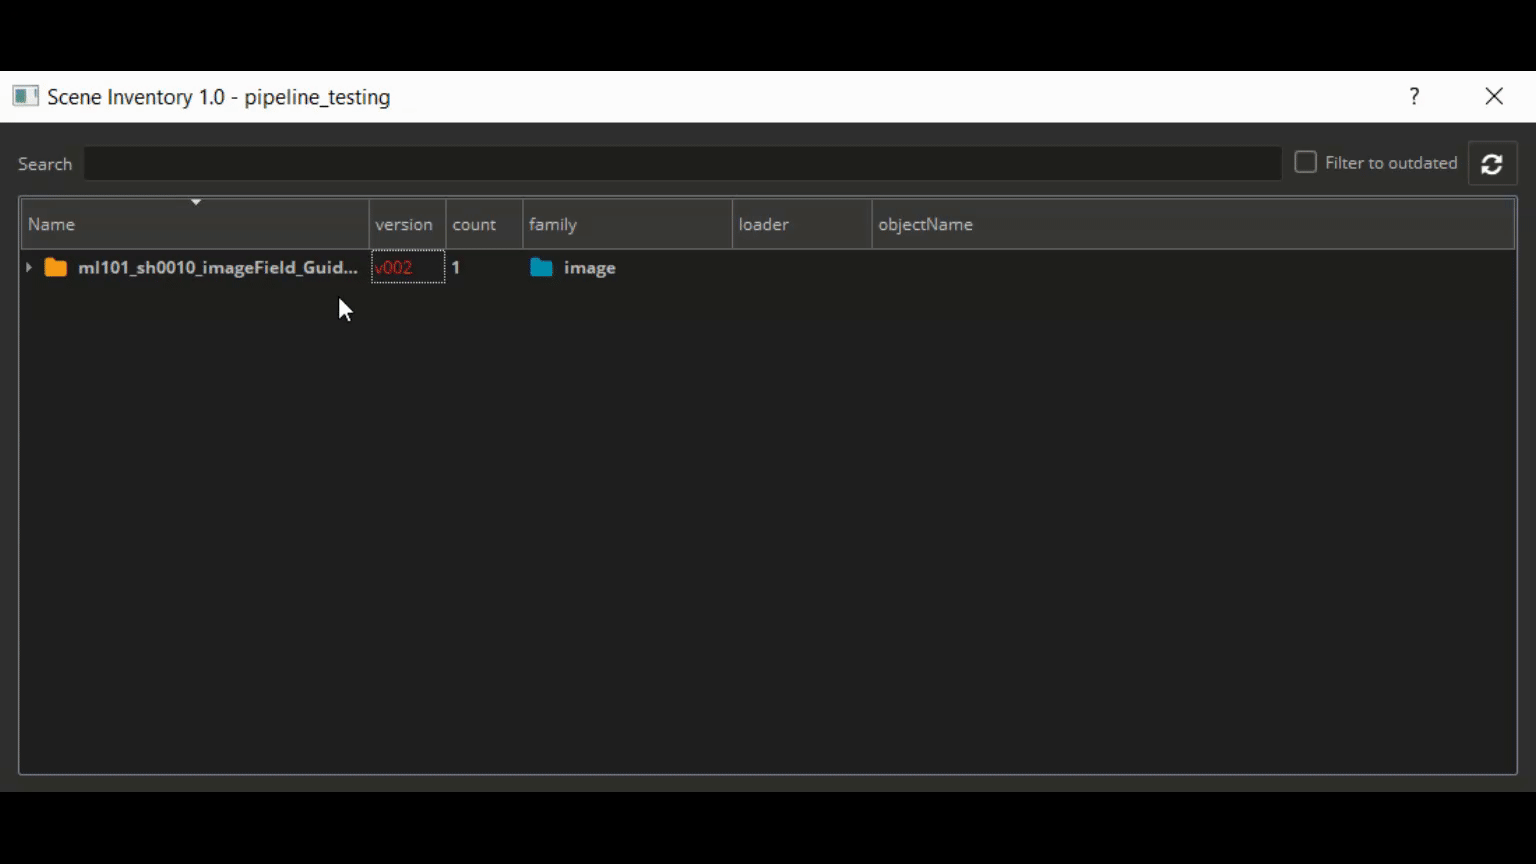 Scene Inventory 1.0 - pipeline_testing ?
Search Filter to outdated
Name version count family loader objectName
ml101_sh0010_imageField_Guid... v002 1 image